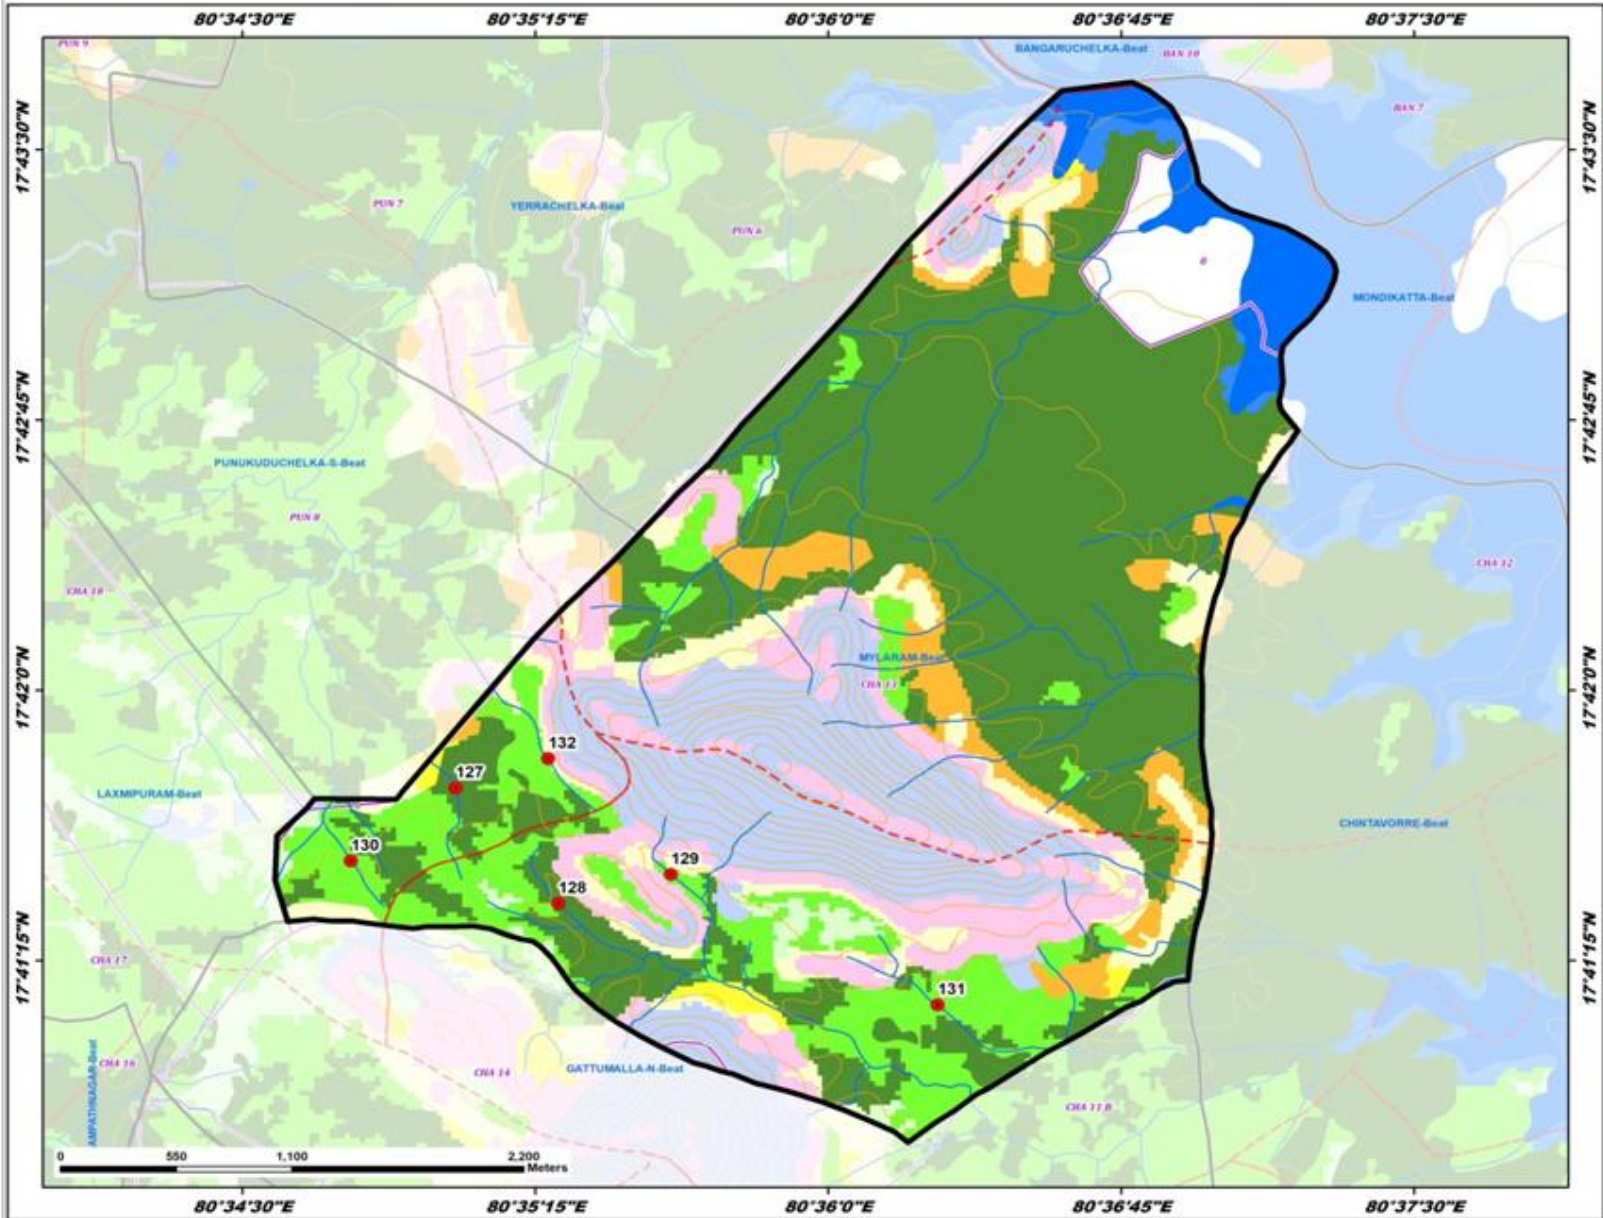 80°34'30"E 80°35'15"E 80°36'0"E 80°36'45"E 80°37'30"E
PUN 9
BANGARUCHELKA-Beat
BAN 10
BAN 7
17°43'30"N
17°43'30"N
PUN 7
YERRACHELKA-Beat
PUN 6
0
MONDIKATTA-Beat
17°42'45"N
17°42'45"N
PUNUKUDUCHELKA-S-Beat
PUN 8
CHA 18
CHA 12
MYLARAM-Beat
CHA 13
17°42'0"N
17°42'0"N
132
127
LAXMIPURAM-Beat
CHINTAVORRE-Beat
130
129
128
CHA 17
17°41'15"N
17°41'15"N
131
CHA 16
CHA 14
GATTUMALLA-N-Beat
AMPATHNAGAR-Beat
CHA 11 B
0 550 1,100 2,200
Meters
80°34'30"E 80°35'15"E 80°36'0"E 80°36'45"E 80°37'30"E